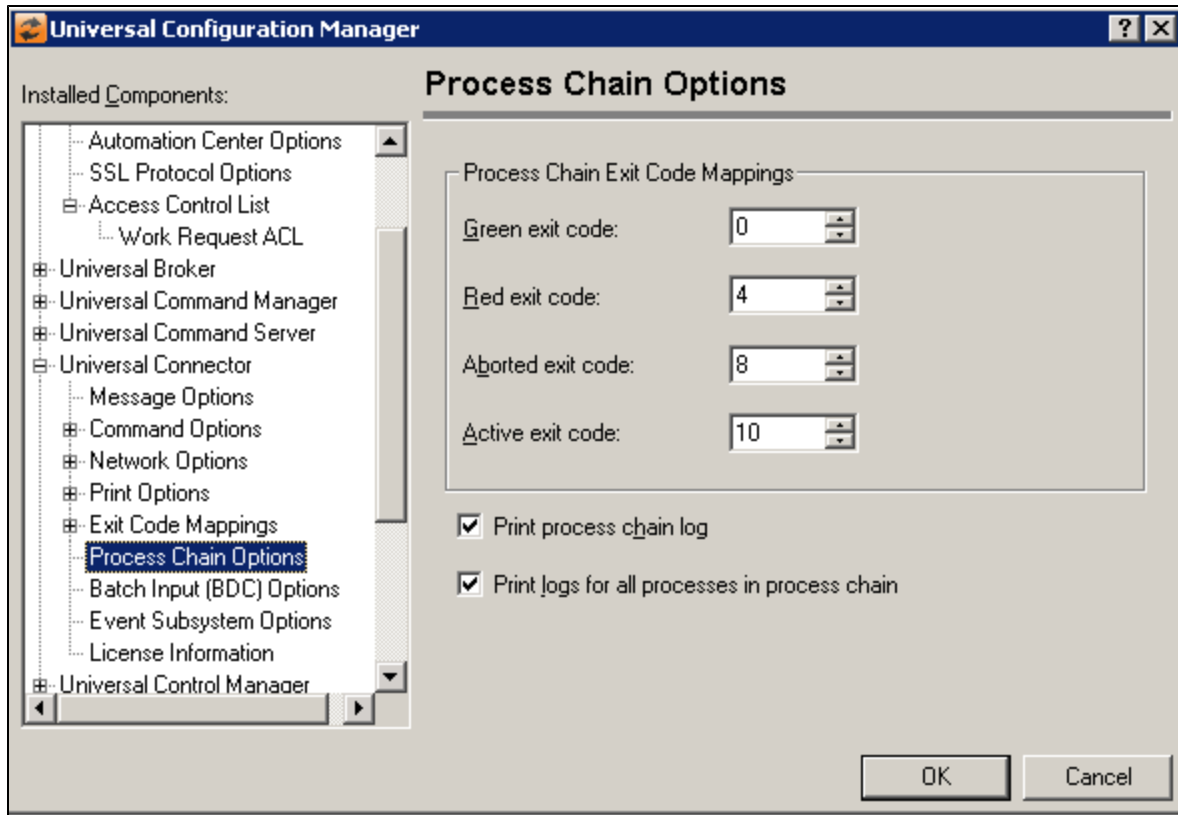 Universal Configuration Manager
Installed Components:
Automation Center Options
SSL Protocol Options
Access Control List
Work Request ACL
Universal Broker
Universal Command Manager
Universal Command Server
Universal Connector
Message Options
Command Options
Network Options
Print Options
Exit Code Mappings
Process Chain Options
Batch Input (BDC) Options
Event Subsystem Options
License Information
Universal Control Manager
Process Chain Options
Process Chain Exit Code Mappings
Green exit code: 0
Red exit code: 4
Aborted exit code: 8
Active exit code: 10
Print process chain log
Print logs for all processes in process chain
OK
Cancel